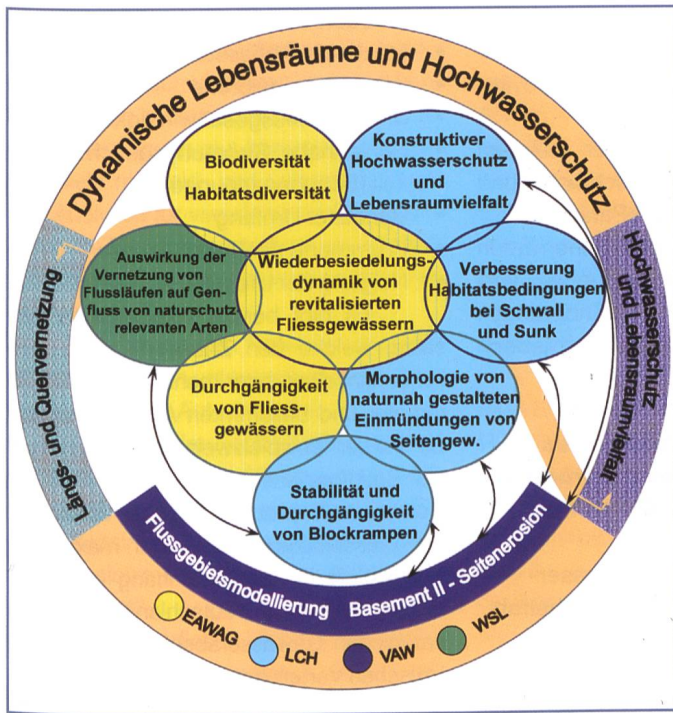 Dynamische Lebensräume und Hochwasserschutz
Biodiversität
Habitatsdiversität
Konstruktiver
Hochwasserschutz
und
Lebensraumvielfalt
Auswirkung der
Vernetzung von
Flussläufen auf Gen-
fluss von naturschutz-
relevanten Arten
Wiederbesiedelungs-
dynamik von
revitalisierten
Fliessgewässern
Verbesserung
Habitatsbedingungen
bei Schwall
und Sunk
Längs- und Quervernetzung
Hochwasserschutz
und Lebensraumvielfalt
Durchgängigkeit
von Fliess-
gewässern
Morphologie von
naturnah gestalteten
Einmündungen von
Seitengew.
Stabilität und
Durchgängigkeit
von Blockrampen
Flussgebietsmodellierung Basement II - Seitenerosion
EAWAG
LCH
VAW
WSL